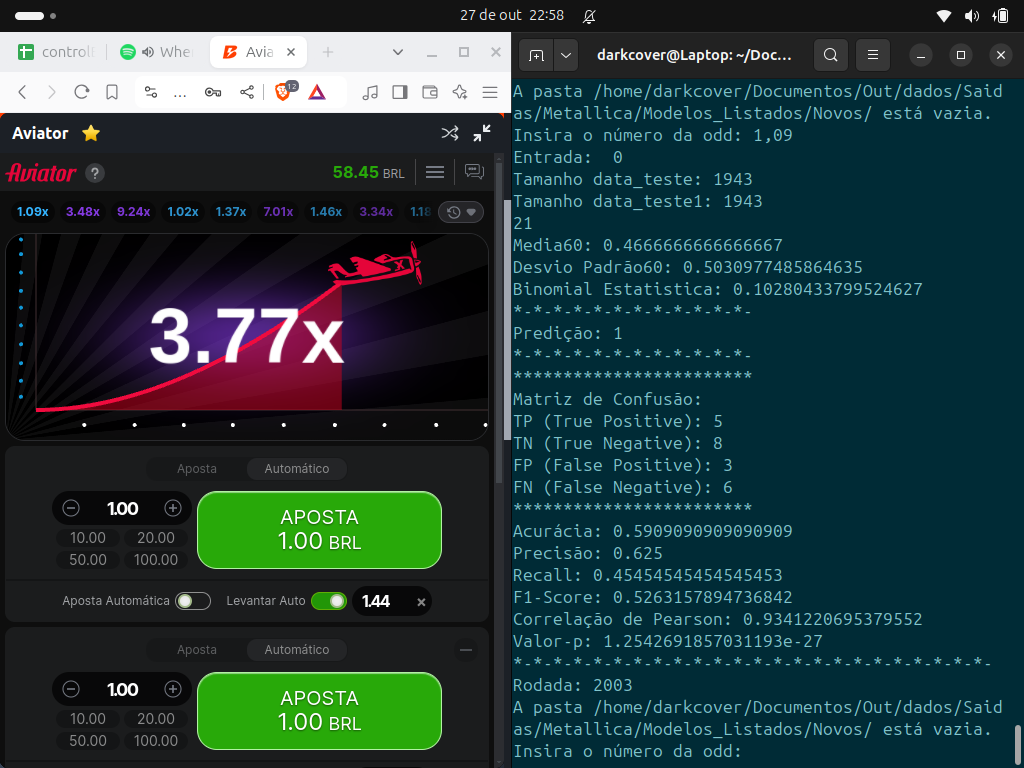 27 de out 22:58
control
Whe
Avia
12
Aviator
Aviator ?
58.45 BRL
1.09x 3.48x 9.24x 1.02x 1.37x 7.01x 1.46x 3.34x 1.18
3.77x
Aposta Automático
1.00
10.00 20.00
50.00 100.00
APOSTA
1.00 BRL
Aposta Automática Levantar Auto 1.44
Aposta Automático
1.00
10.00 20.00
50.00 100.00
APOSTA
1.00 BRL
darkcover@Laptop: ~/Doc...
A pasta /home/darkcover/Documentos/Out/dados/Said
as/Metallica/Modelos_Listados/Novos/ está vazia.
Insira o número da odd: 1,09
Entrada:  0
Tamanho data_teste: 1943
Tamanho data_teste1: 1943
21
Media60: 0.4666666666666667
Desvio Padrão60: 0.5030977485864635
Binomial Estatistica: 0.10280433799524627
*-*-*-*-*-*-*-*-*-*-*-*-
Predição: 1
*-*-*-*-*-*-*-*-*-*-*-*-
************************
Matriz de Confusão:
TP (True Positive): 5
TN (True Negative): 8
FP (False Positive): 3
FN (False Negative): 6
************************
Acurácia: 0.5909090909090909
Precisão: 0.625
Recall: 0.45454545454545453
F1-Score: 0.5263157894736842
Correlação de Pearson: 0.9341220695379552
Valor-p: 1.2542691857031193e-27
*-*-*-*-*-*-*-*-*-*-*-*-*-*-*-*-*-*-*-*-*-*-*-*-
Rodada: 2003
A pasta /home/darkcover/Documentos/Out/dados/Said
as/Metallica/Modelos_Listados/Novos/ está vazia.
Insira o número da odd: